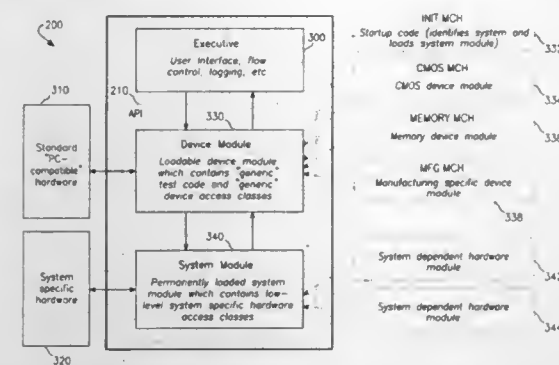 200
310
Standard
"PC-
compatible"
hardware
System
specific
hardware
320
210
API
Executive
User interface, flow
control, logging, etc
300
330
Device Module
Loadable device module
which contains "generic"
test code and "generic"
device access classes
340
System Module
Permanently loaded system
module which contains low-
level system specific hardware
access classes
INIT MCH
Startup code (identifies system and
loads system module)
CMOS MCH
CMOS device module
MEMORY MCH
Memory device module
MFG MCH
Manufacturing specific device
module
338
System dependent hardware
module
System dependent hardware
module
344